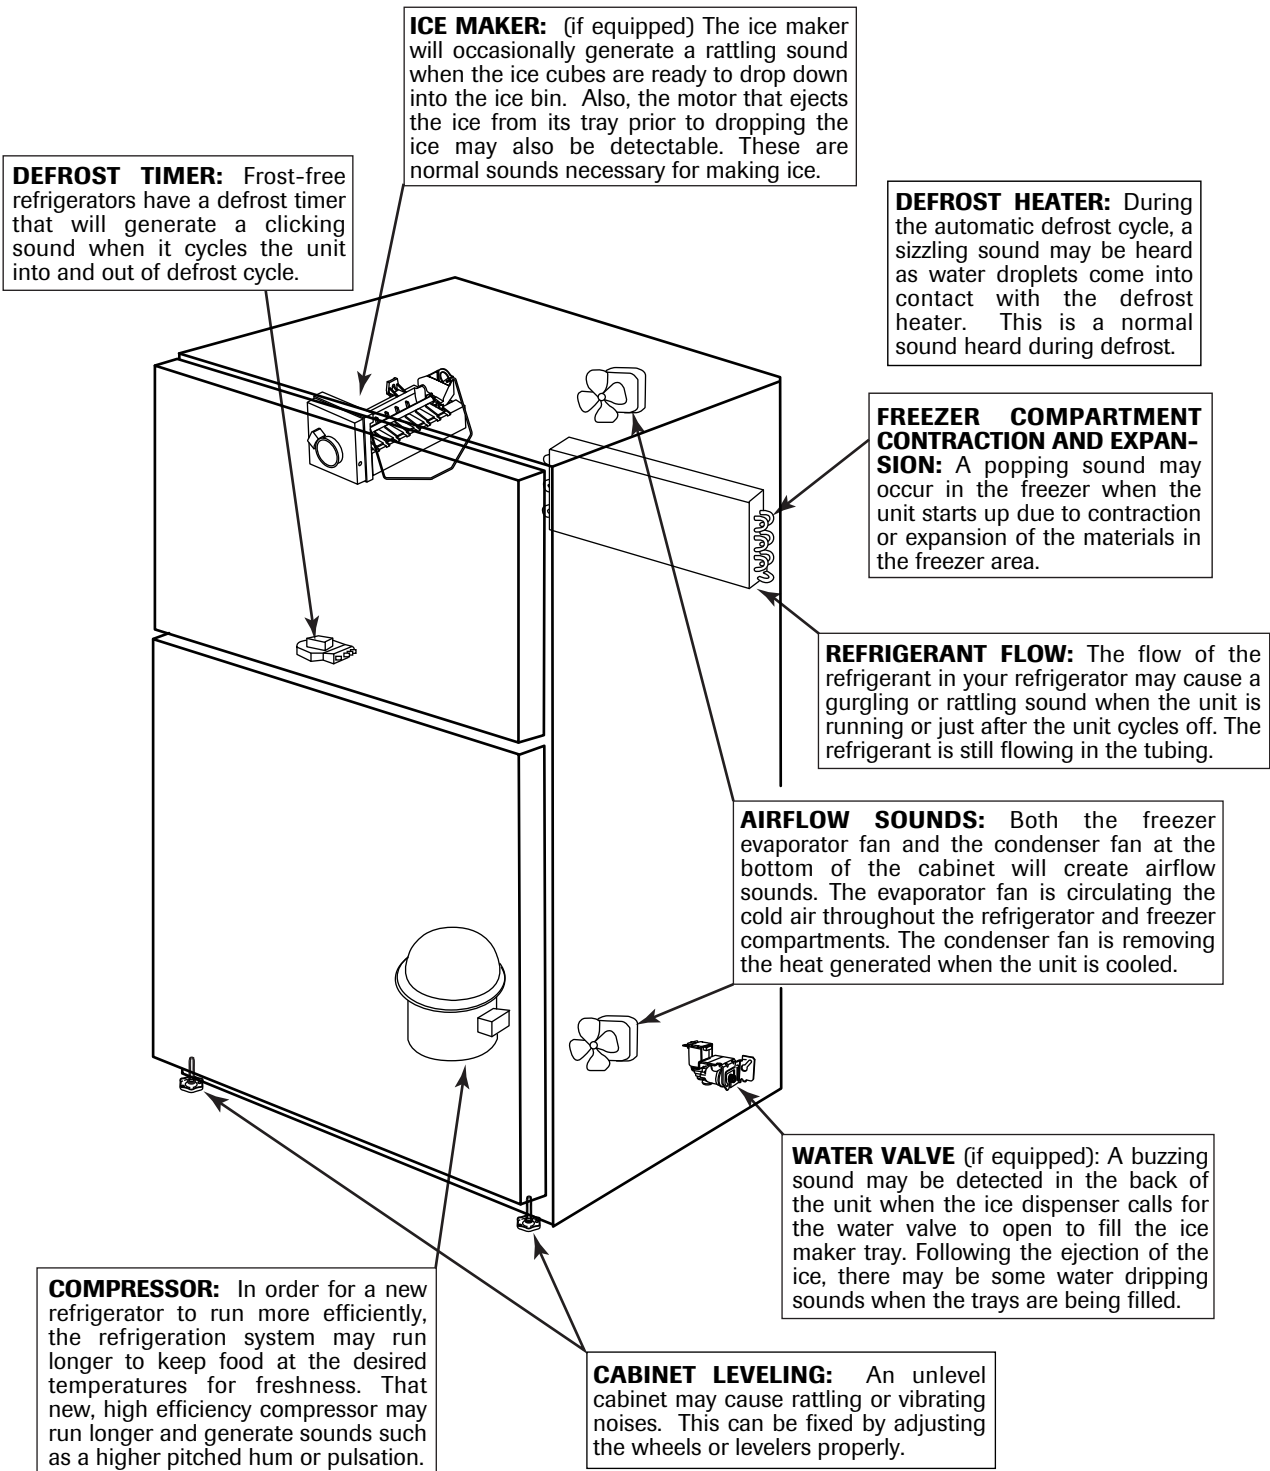 ICE MAKER: (if equipped) The ice maker
will occasionally generate a rattling sound
when the ice cubes are ready to drop down
into the ice bin. Also, the motor that ejects
the ice from its tray prior to dropping the
ice may also be detectable. These are
normal sounds necessary for making ice.
DEFROST TIMER: Frost-free
refrigerators have a defrost timer
that will generate a clicking
sound when it cycles the unit
into and out of defrost cycle.
DEFROST HEATER: During
the automatic defrost cycle, a
sizzling sound may be heard
as water droplets come into
contact with the defrost
heater. This is a normal
sound heard during defrost.
FREEZER COMPARTMENT
CONTRACTION AND EXPAN-
SION: A popping sound may
occur in the freezer when the
unit starts up due to contraction
or expansion of the materials in
the freezer area.
REFRIGERANT FLOW: The flow of the
refrigerant in your refrigerator may cause a
gurgling or rattling sound when the unit is
running or just after the unit cycles off. The
refrigerant is still flowing in the tubing.
AIRFLOW SOUNDS: Both the freezer
evaporator fan and the condenser fan at the
bottom of the cabinet will create airflow
sounds. The evaporator fan is circulating the
cold air throughout the refrigerator and freezer
compartments. The condenser fan is removing
the heat generated when the unit is cooled.
WATER VALVE (if equipped): A buzzing
sound may be detected in the back of
the unit when the ice dispenser calls for
the water valve to open to fill the ice
maker tray. Following the ejection of the
ice, there may be some water dripping
sounds when the trays are being filled.
COMPRESSOR: In order for a new
refrigerator to run more efficiently,
the refrigeration system may run
longer to keep food at the desired
temperatures for freshness. That
new, high efficiency compressor may
run longer and generate sounds such
as a higher pitched hum or pulsation.
CABINET LEVELING: An unlevel
cabinet may cause rattling or vibrating
noises. This can be fixed by adjusting
the wheels or levelers properly.